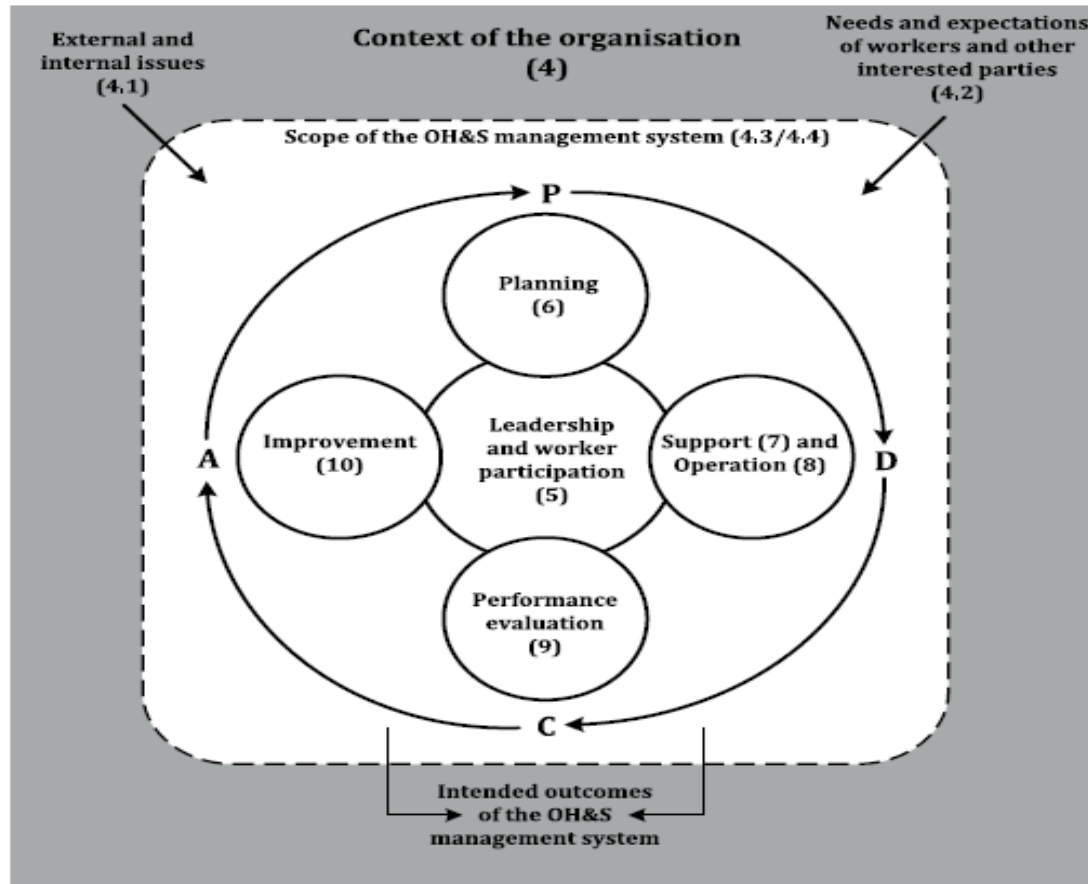 External and
internal issues
(4.1)
Context of the organisation
(4)
Needs and expectations
of workers and other
interested parties
(4.2)
Scope of the OH&S management system (4.3/4.4)
P
Planning
(6)
A
Improvement
(10)
Leadership
and worker
participation
(5)
Support (7) and
Operation (8)
D
Performance
evaluation
(9)
C
Intended outcomes
of the OH&S
management system